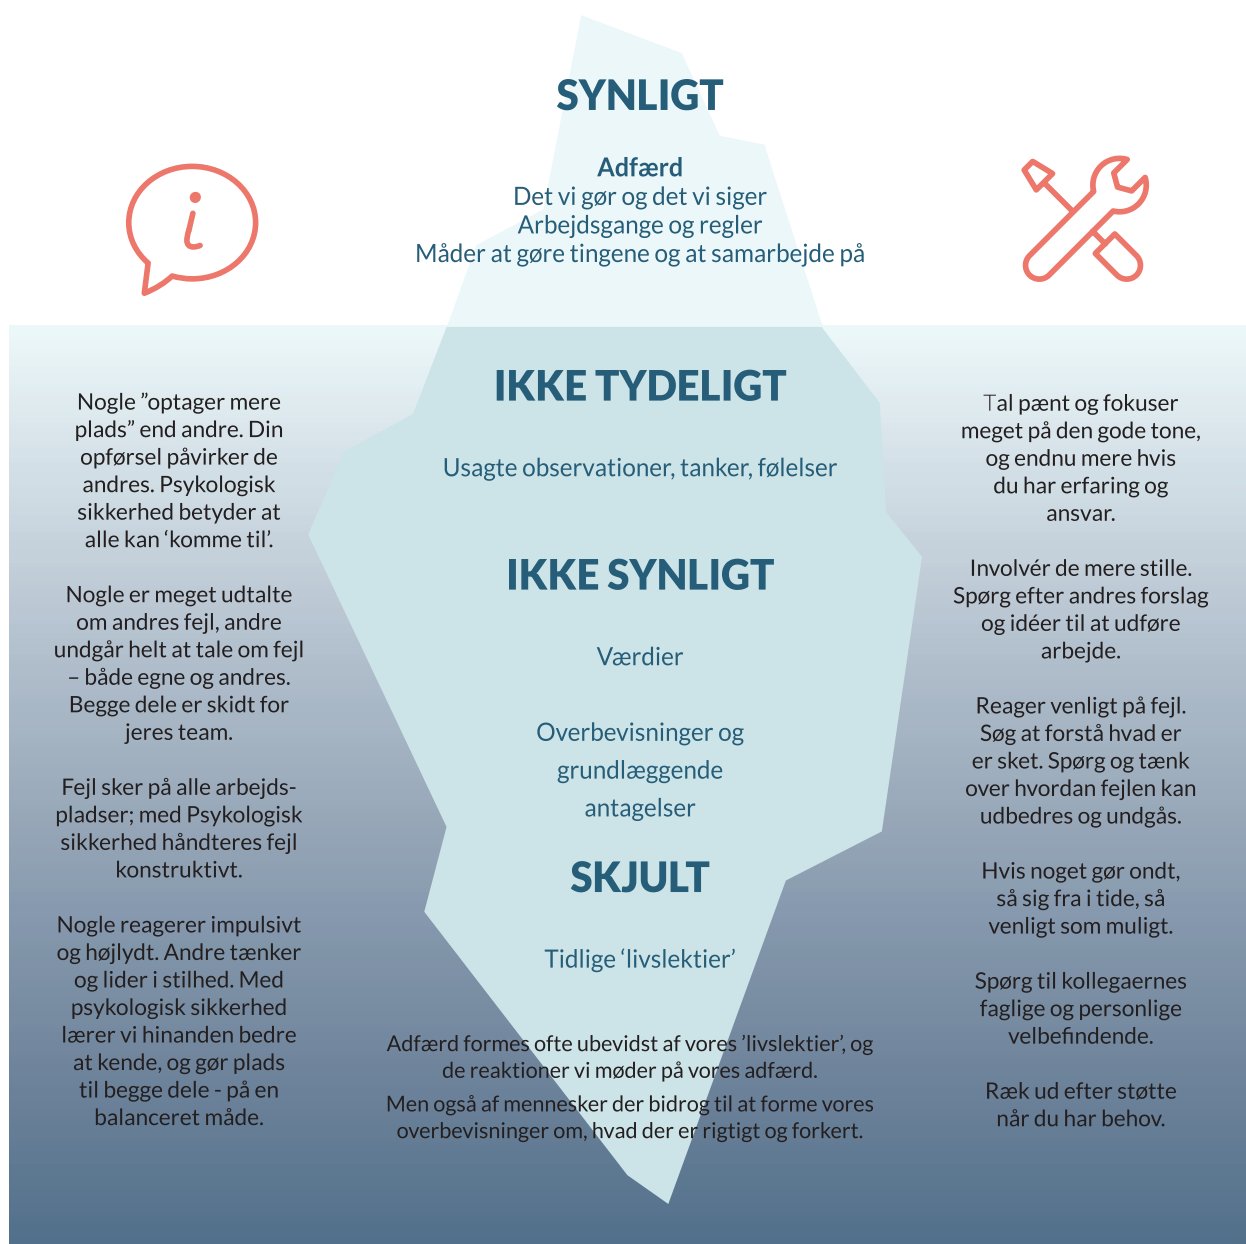 SYNLIGT
Adfærd
Det vi gør og det vi siger
Arbejdsgange og regler
Måder at gøre tingene og at samarbejde på
IKKE TYDELIGT
Usagte observationer, tanker, følelser
IKKE SYNLIGT
Værdier
Overbevisninger og
grundlæggende
antagelser
SKJULT
Tidlige ‘livslektier’
Adfærd formes ofte ubevidst af vores ’livslektier’, og
de reaktioner vi møder på vores adfærd.
Men også af mennesker der bidrog til at forme vores
overbevisninger om, hvad der er rigtigt og forkert.
Nogle ”optager mere
plads” end andre. Din
opførsel påvirker de
andres. Psykologisk
sikkerhed betyder at
alle kan ‘komme til’.
Nogle er meget udtalte
om andres fejl, andre
undgår helt at tale om fejl
– både egne og andres.
Begge dele er skidt for
jeres team.
Fejl sker på alle arbejds-
pladser; med Psykologisk
sikkerhed håndteres fejl
konstruktivt.
Nogle reagerer impulsivt
og højlydt. Andre tænker
og lider i stilhed. Med
psykologisk sikkerhed
lærer vi hinanden bedre
at kende, og gør plads
til begge dele - på en
balanceret måde.
Tal pænt og fokuser
meget på den gode tone,
og endnu mere hvis
du har erfaring og
ansvar.
Involvér de mere stille.
Spørg efter andres forslag
og idéer til at udføre
arbejde.
Reager venligt på fejl.
Søg at forstå hvad er
er sket. Spørg og tænk
over hvordan fejlen kan
udbedres og undgås.
Hvis noget gør ondt,
så sig fra i tide, så
venligt som muligt.
Spørg til kollegaernes
faglige og personlige
velbefindende.
Ræk ud efter støtte
når du har behov.